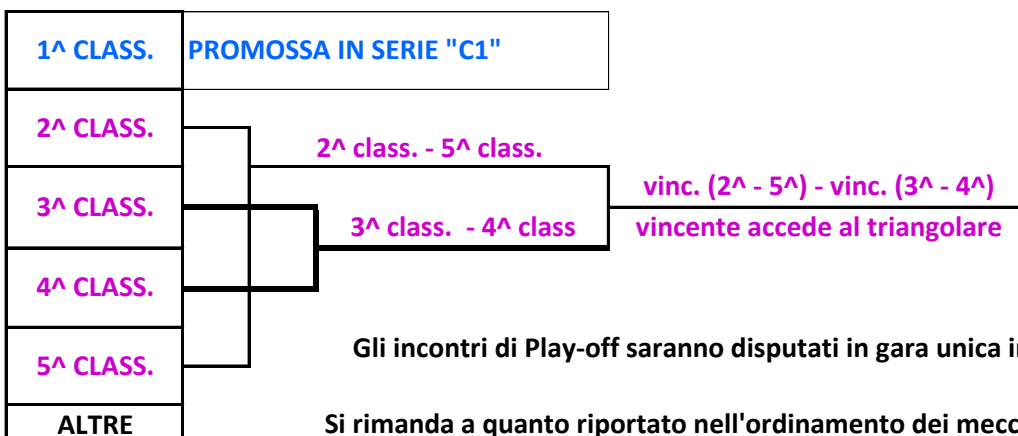 1^ CLASS. PROMOSSA IN SERIE "C1"
2^ CLASS.
2^ class. - 5^ class.
vinc. (2^ - 5^) - vinc. (3^ - 4^)
3^ CLASS.
3^ class. - 4^ class
vincente accede al triangolare
4^ CLASS.
Gli incontri di Play-off saranno disputati in gara unica
5^ CLASS.
ALTRE
Si rimanda a quanto riportato nell'ordinamento dei